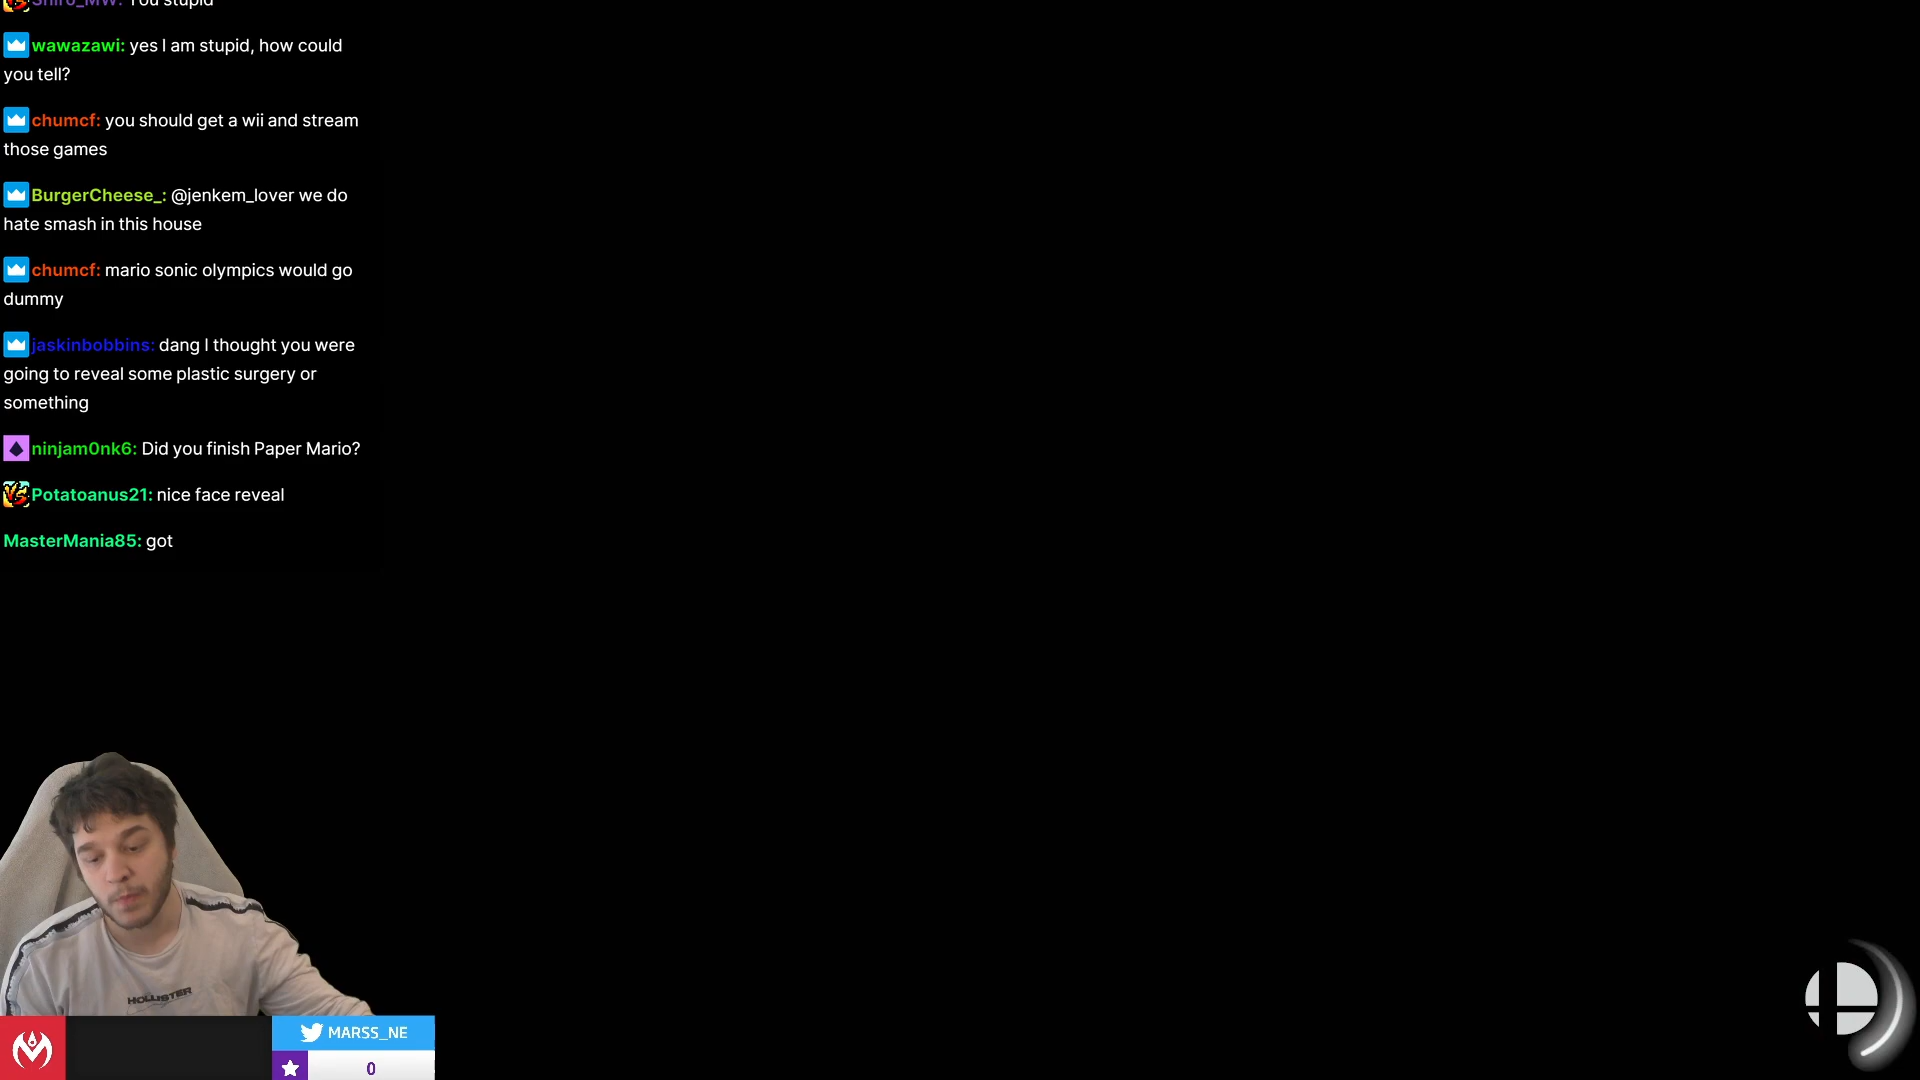 Shiro_MW: You stupid
wawazawi: yes I am stupid, how could
you tell?
chumcf: you should get a wii and stream
those games
BurgerCheese_: @jenkem_lover we do
hate smash in this house
chumcf: mario sonic olympics would go
dummy
jaskinbobbins: dang I thought you were
going to reveal some plastic surgery or
something
ninjam0nk6: Did you finish Paper Mario?
Potatoanus21: nice face reveal
MasterMania85: got
HOLLISTER
MARSS_NE
0